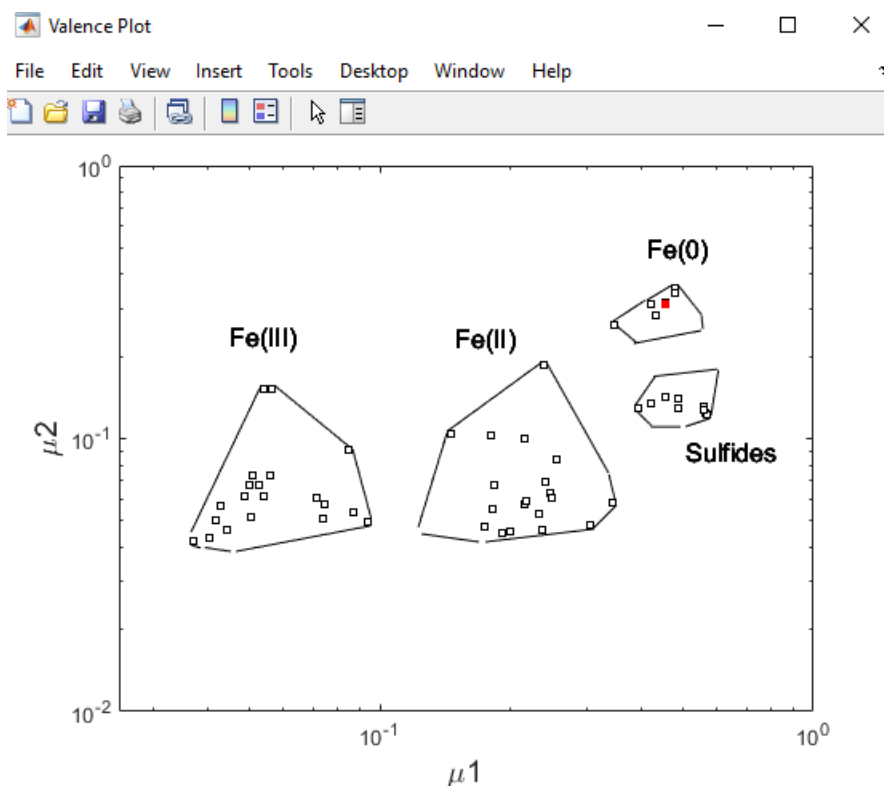 Valence Plot
File Edit View Insert Tools Desktop Window Help
10^0
Fe(0)
Fe(III)
Fe(II)
μ2
10^-1
Sulfides
10^-2
10^-1
10^0
μ1